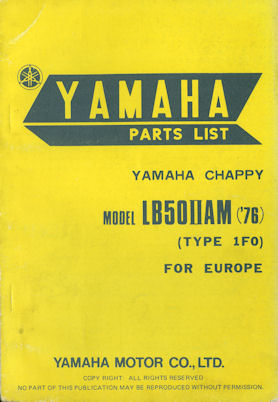 YAMAHA
PARTS LIST
YAMAHA CHAPPY
MODEL LB50IIAM ('76)
(TYPE 1F0)
FOR EUROPE
YAMAHA MOTOR CO., LTD.
COPY RIGHT: ALL RIGHTS RESERVED
NO PART OF THIS PUBLICATION MAY BE REPRODUCED WITHOUT PERMISSION.